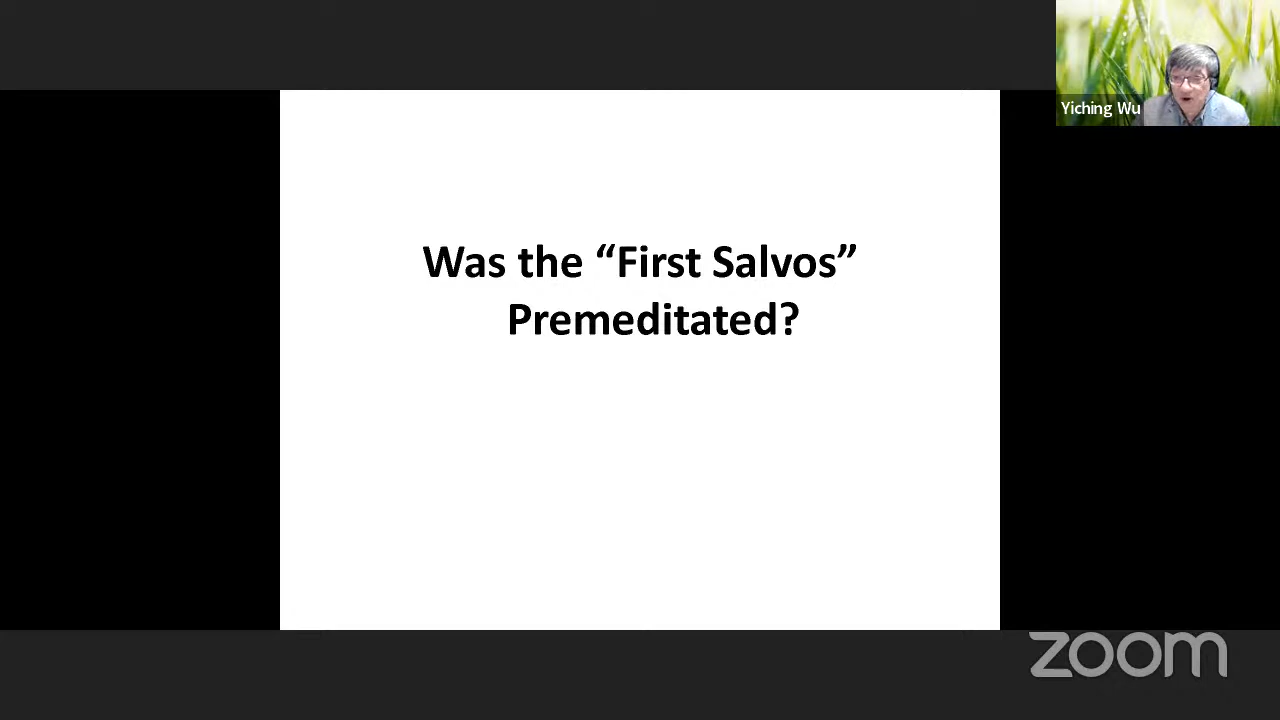 Yiching Wu
Was the “First Salvos”
Premeditated?
zoom